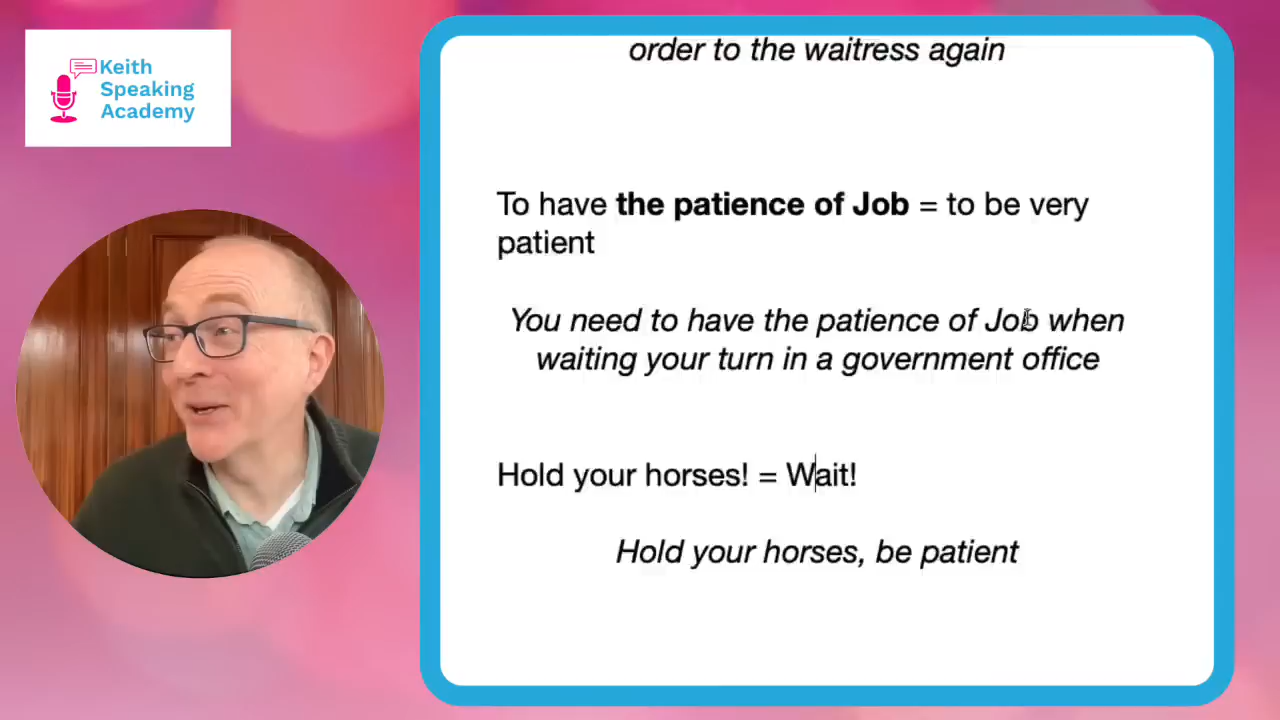 Keith
Speaking
Academy
order to the waitress again
To have the patience of Job = to be very
patient
You need to have the patience of Job when
waiting your turn in a government office
Hold your horses! = Wait!
Hold your horses, be patient